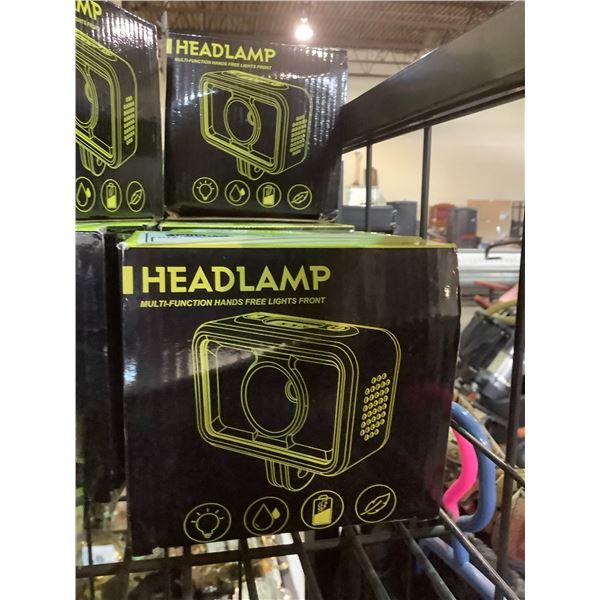 HEADLAMP
MULTI-FUNCTION HANDS FREE LIGHTS FRONT
HEADLAMP
MULTI-FUNCTION HANDS FREE LIGHTS FRONT